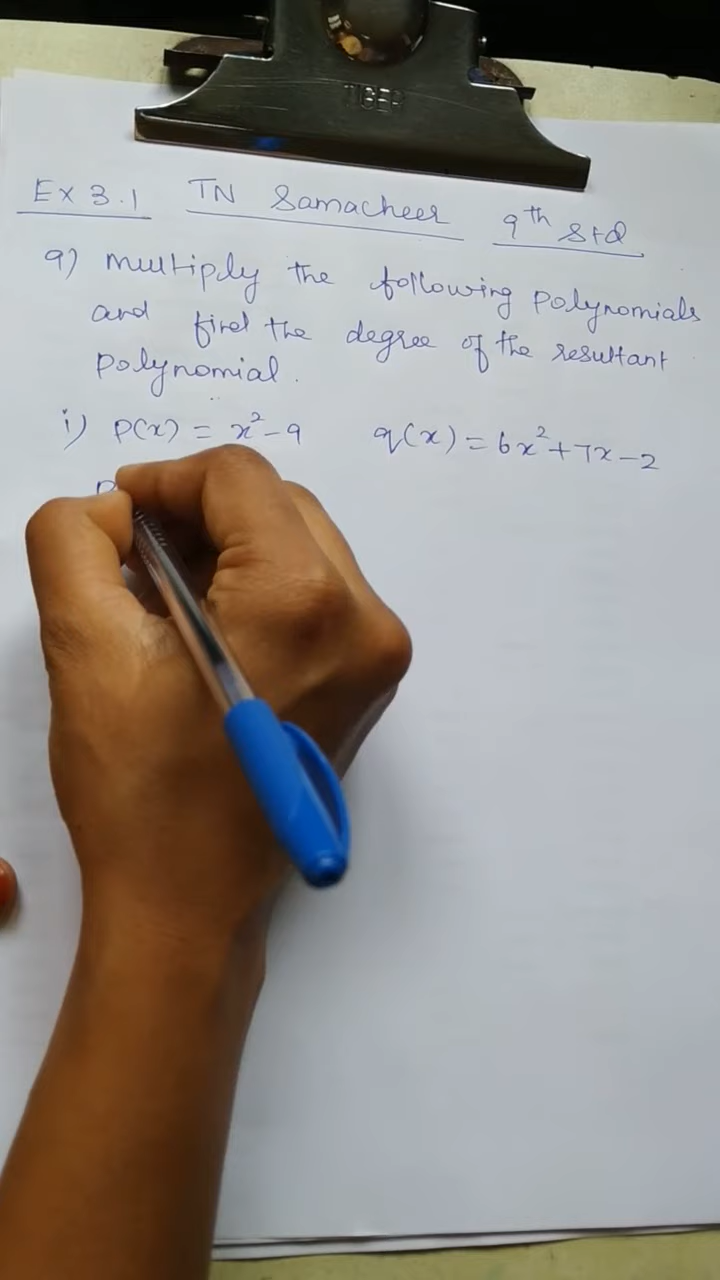 TIGER
Ex 3.1 TN Samacheer 9th Std
9) multiply the following polynomials
and find the degree of the resultant
polynomial.
i) P(x) = x² - 9 q(x) = 6x² + 7x - 2
P